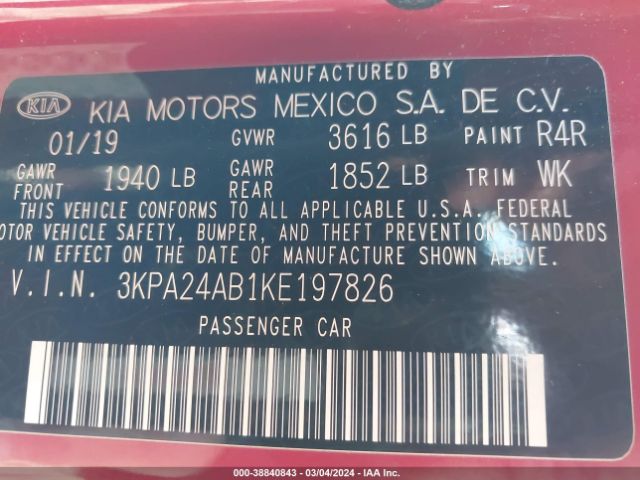 MANUFACTURED BY
KIA KIA MOTORS MEXICO S.A. DE C.V.
01/19 GVWR 3616 LB PAINT R4R
GAWR FRONT 1940 LB GAWR REAR 1852 LB TRIM WK
THIS VEHICLE CONFORMS TO ALL APPLICABLE U.S.A. FEDERAL
OTOR VEHICLE SAFETY, BUMPER, AND THEFT PREVENTION STANDARDS
IN EFFECT ON THE DATE OF MANUFACTURE SHOWN ABOVE.
V.I.N. 3KPA24AB1KE197826
PASSENGER CAR
000-38840843 — 03/04/2024 — IAA Inc.